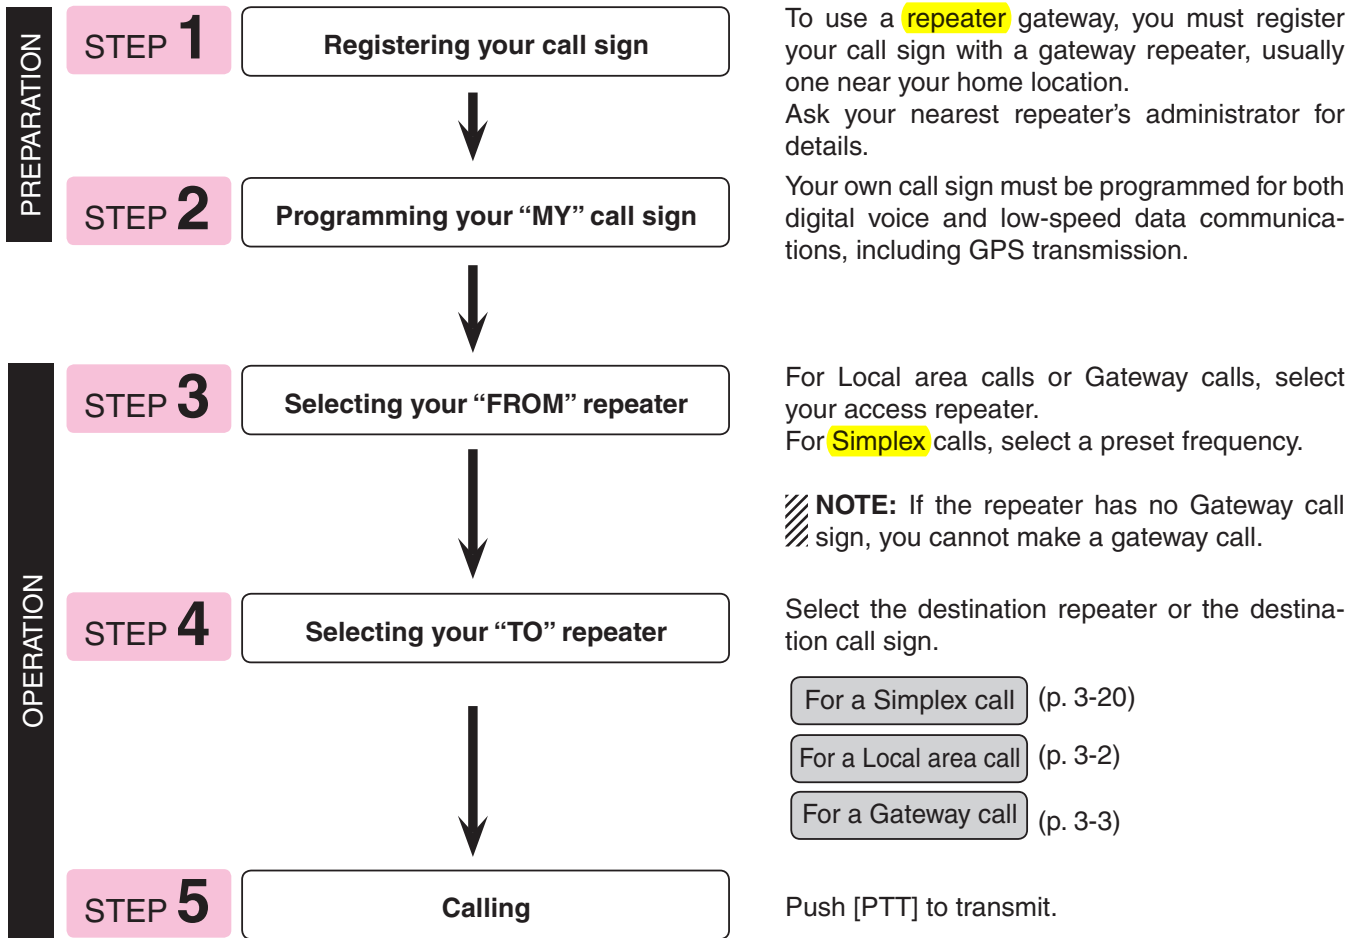 PREPARATION
STEP 1
Registering your call sign
To use a repeater gateway, you must register
your call sign with a gateway repeater, usually
one near your home location.
Ask your nearest repeater's administrator for
details.
STEP 2
Programming your “MY” call sign
Your own call sign must be programmed for both
digital voice and low-speed data communica-
tions, including GPS transmission.
OPERATION
STEP 3
Selecting your “FROM” repeater
For Local area calls or Gateway calls, select
your access repeater.
For Simplex calls, select a preset frequency.
NOTE: If the repeater has no Gateway call
sign, you cannot make a gateway call.
STEP 4
Selecting your “TO” repeater
Select the destination repeater or the destina-
tion call sign.
For a Simplex call (p. 3-20)
For a Local area call (p. 3-2)
For a Gateway call (p. 3-3)
STEP 5
Calling
Push [PTT] to transmit.